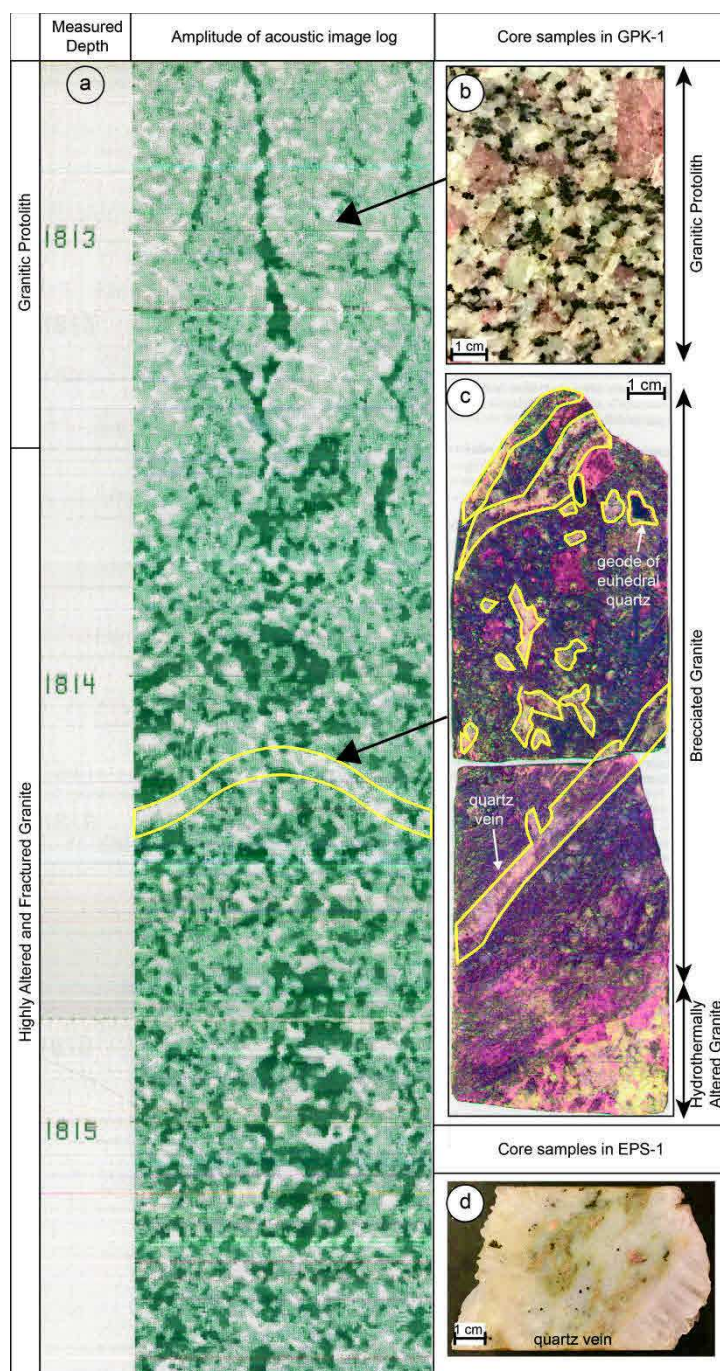 Measured
Depth
Amplitude of acoustic image log
Core samples in GPK-1
a
Granitic Protolith
1813
Highly Altered and Fractured Granite
1814
1815
b
1 cm
Granitic Protolith
c
1 cm
geode of
euhedral
quartz
quartz
vein
Brecciated Granite
Hydrothermally
Altered Granite
Core samples in EPS-1
d
1 cm
quartz vein